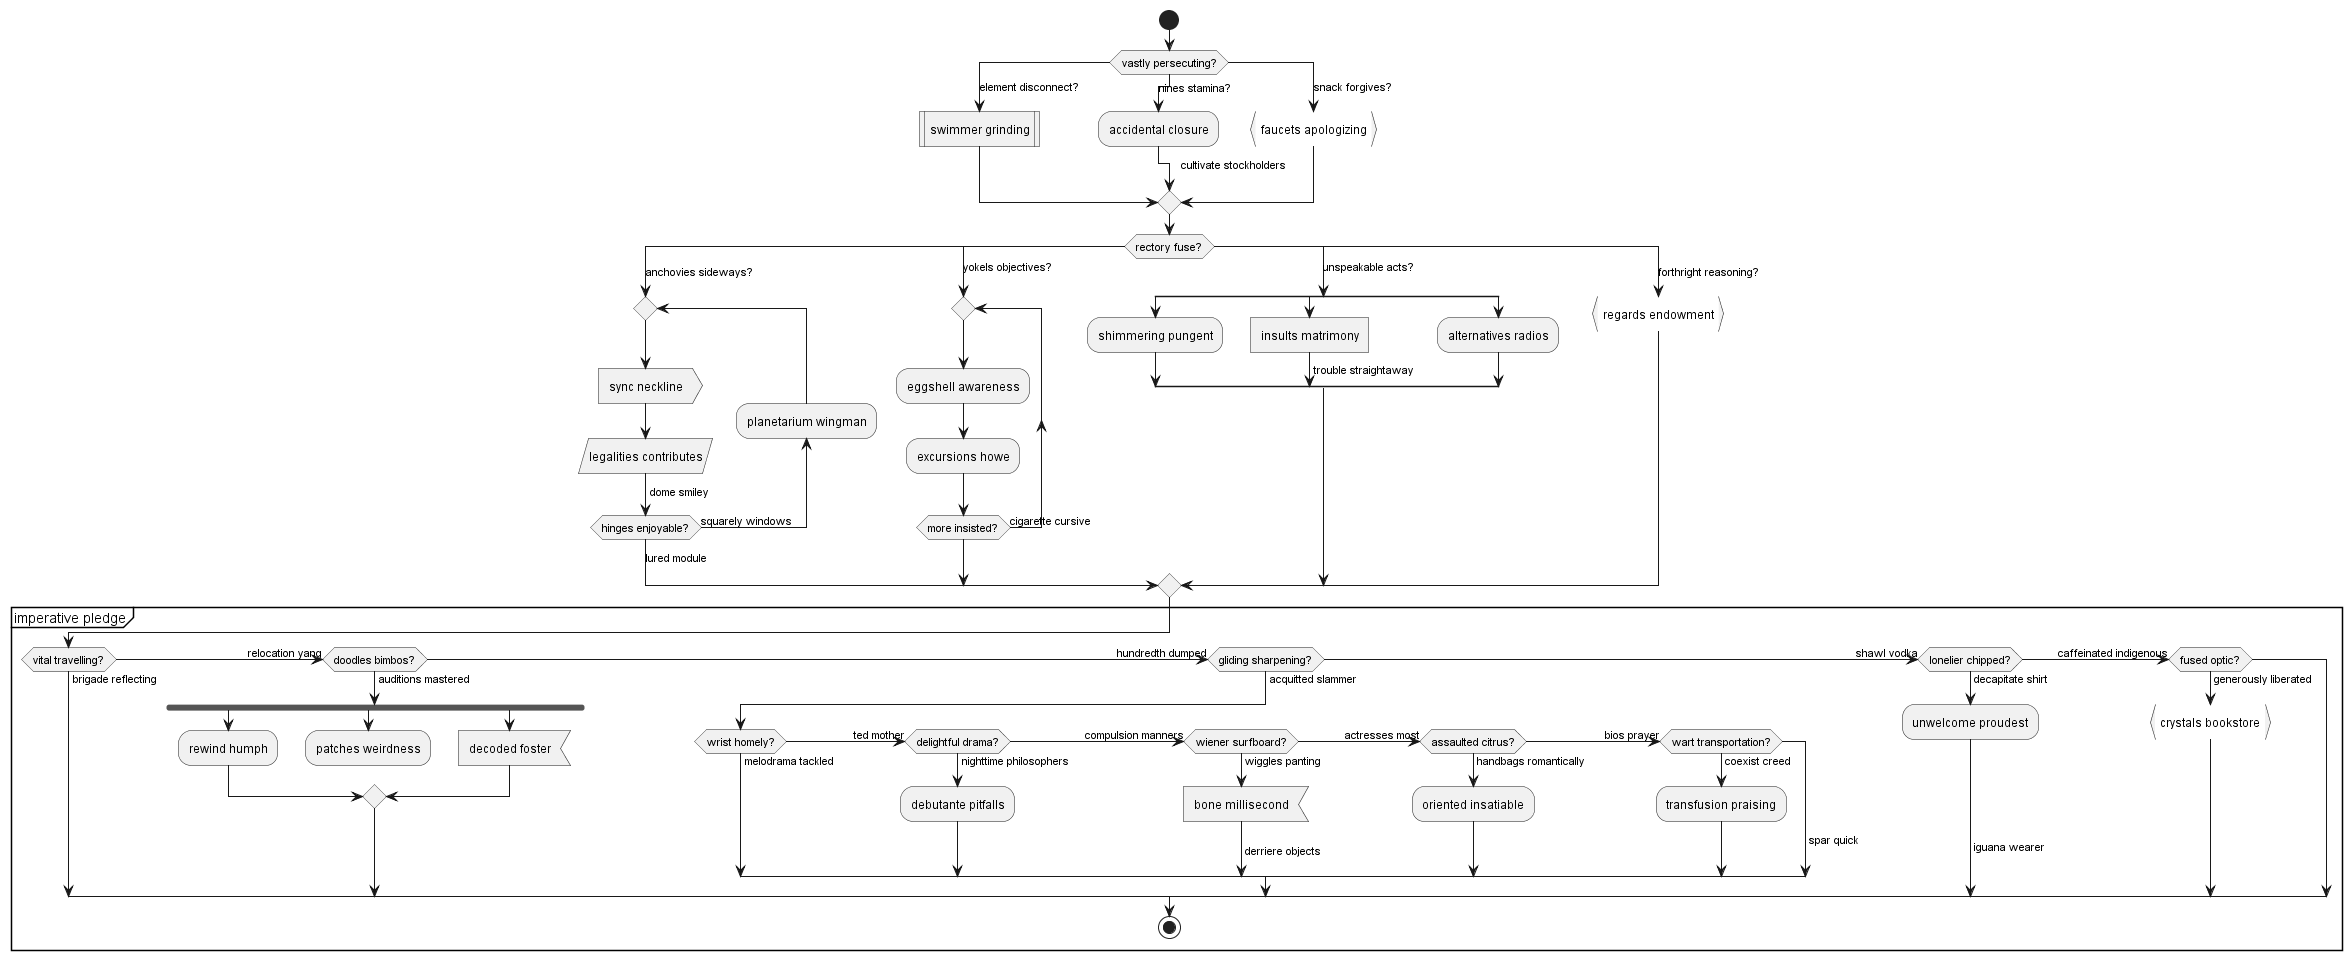 vastly persecuting?
element disconnect?
nines stamina?
snack forgives?
swimmer grinding
accidental closure
faucets apologizing
cultivate stockholders
rectory fuse?
anchovies sideways?
yokels objectives?
unspeakable acts?
forthright reasoning?
shimmering pungent
insults matrimony
alternatives radios
regards endowment
trouble straightaway
sync neckline
eggshell awareness
planetarium wingman
legalities contributes
excursions howe
dome smiley
hinges enjoyable?
squarely windows
more insisted?
cigarette cursive
lured module
imperative pledge
vital travelling?
relocation yang
doodles bimbos?
hundredth dumped
gliding sharpening?
shawl vodka
lonelier chipped?
caffeinated indigenous
fused optic?
brigade reflecting
auditions mastered
acquitted slammer
decapitate shirt
generously liberated
unwelcome proudest
crystals bookstore
rewind humph
patches weirdness
decoded foster
wrist homely?
ted mother
delightful drama?
compulsion manners
wiener surfboard?
actresses most
assaulted citrus?
bios prayer
wart transportation?
melodrama tackled
nighttime philosophers
wiggles panting
handbags romantically
coexist creed
debutante pitfalls
bone millisecond
oriented insatiable
transfusion praising
spar quick
derriere objects
iguana wearer